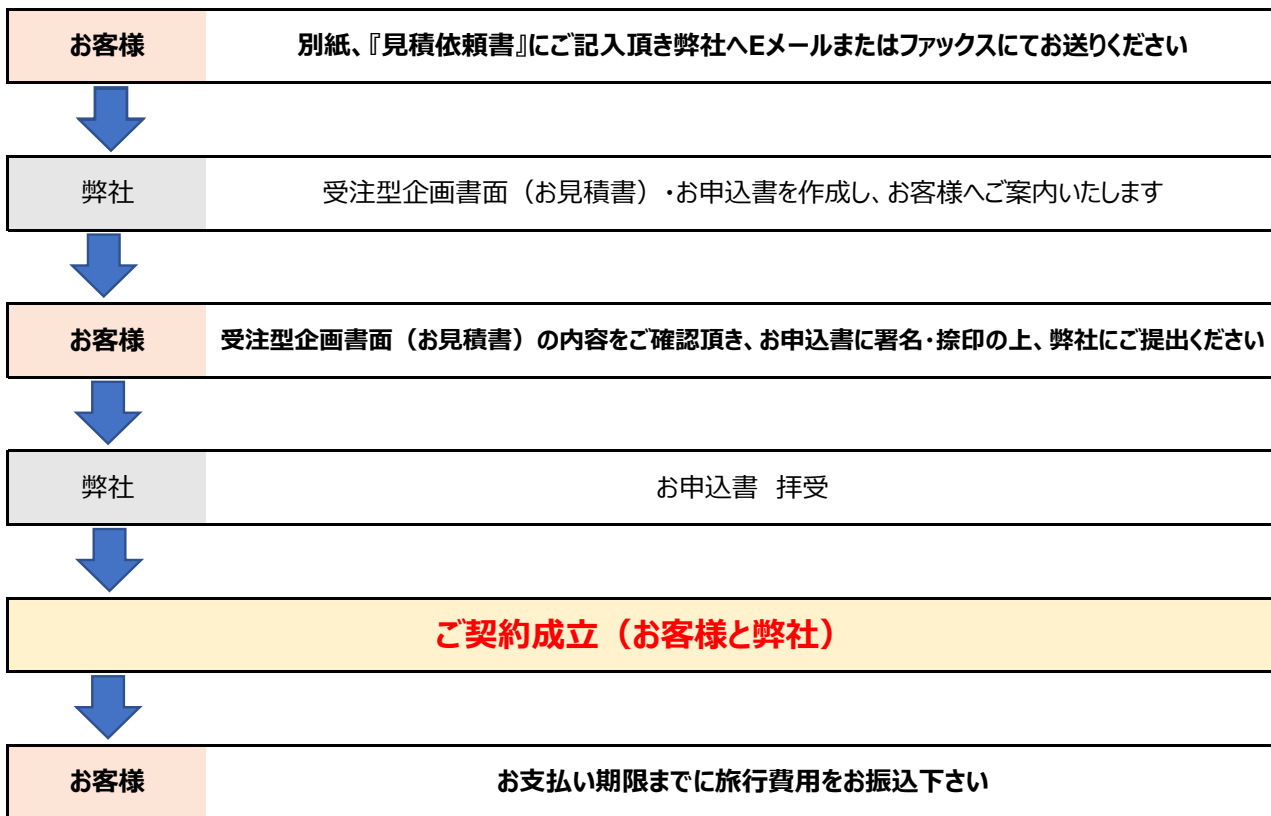 お客様 別紙、『見積依頼書』にご記入頂き弊社へEメールまたはファックスにてお送りください
弊社 受注型企画書面（お見積書）・お申込書を作成し、お客様へご案内いたします
お客様 受注型企画書面（お見積書）の内容をご確認頂き、お申込書に署名・捺印の上、弊社にご提出ください
弊社 お申込書　拝受
ご契約成立（お客様と弊社）
お客様 お支払い期限までに旅行費用をお振込下さい